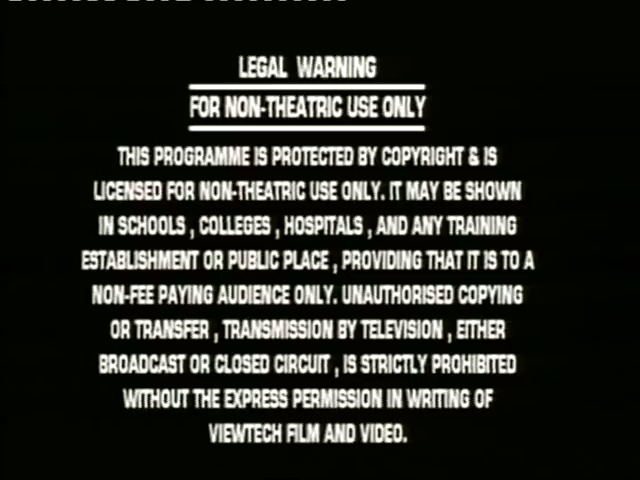 LEGAL WARNING
FOR NON-THEATRIC USE ONLY
THIS PROGRAMME IS PROTECTED BY COPYRIGHT & IS
LICENSED FOR NON-THEATRIC USE ONLY. IT MAY BE SHOWN
IN SCHOOLS , COLLEGES , HOSPITALS , AND ANY TRAINING
ESTABLISHMENT OR PUBLIC PLACE , PROVIDING THAT IT IS TO A
NON-FEE PAYING AUDIENCE ONLY. UNAUTHORISED COPYING
OR TRANSFER , TRANSMISSION BY TELEVISION , EITHER
BROADCAST OR CLOSED CIRCUIT , IS STRICTLY PROHIBITED
WITHOUT THE EXPRESS PERMISSION IN WRITING OF
VIEWTECH FILM AND VIDEO.